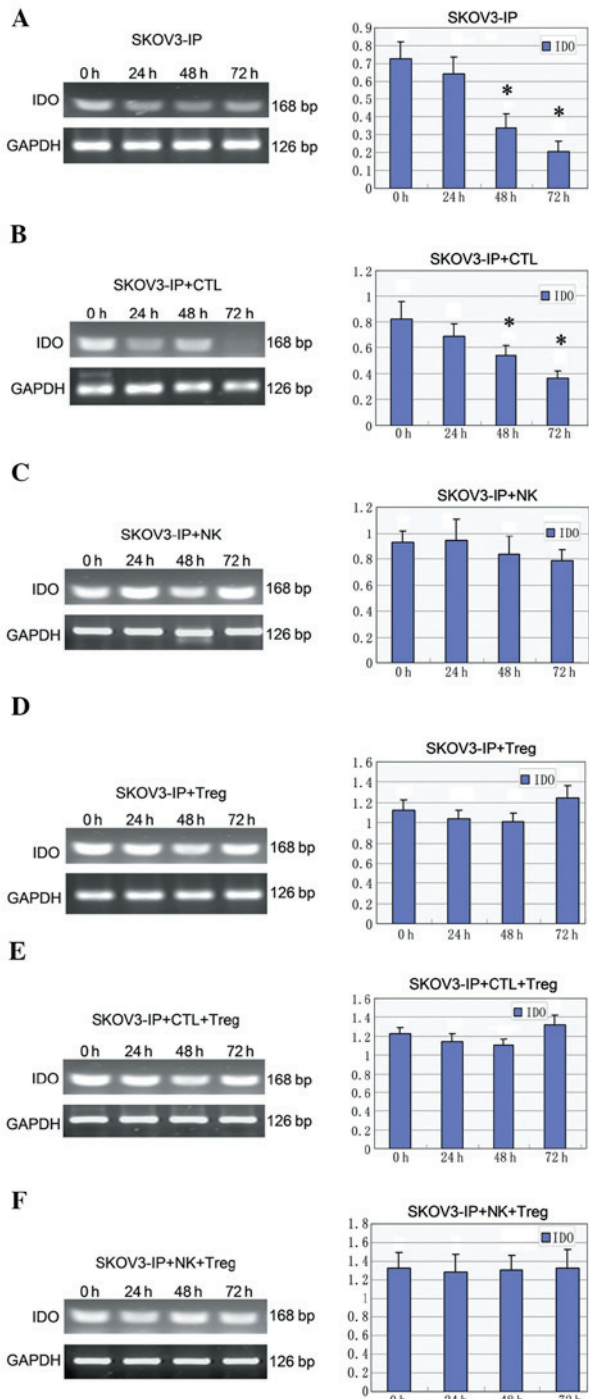 A
SKOV3-IP
0 h 24 h 48 h 72 h
IDO 168 bp
GAPDH 126 bp
SKOV3-IP
IDO
0.9
0.8
0.7
0.6
0.5
0.4
0.3
0.2
0.1
0
* *
0 h 24 h 48 h 72 h
B
SKOV3-IP+CTL
0 h 24 h 48 h 72 h
IDO 168 bp
GAPDH 126 bp
SKOV3-IP+CTL
IDO
1.2
1
0.8
0.6
0.4
0.2
0
* *
0 h 24 h 48 h 72 h
C
SKOV3-IP+NK
0 h 24 h 48 h 72 h
IDO 168 bp
GAPDH 126 bp
SKOV3-IP+NK
IDO
1.2
1
0.8
0.6
0.4
0.2
0
0 h 24 h 48 h 72 h
D
SKOV3-IP+Treg
0 h 24 h 48 h 72 h
IDO 168 bp
GAPDH 126 bp
SKOV3-IP+Treg
IDO
1.6
1.4
1.2
1
0.8
0.6
0.4
0.2
0
0 h 24 h 48 h 72 h
E
SKOV3-IP+CTL+Treg
0 h 24 h 48 h 72 h
IDO 168 bp
GAPDH 126 bp
SKOV3-IP+CTL+Treg
IDO
1.6
1.4
1.2
1
0.8
0.6
0.4
0.2
0
0 h 24 h 48 h 72 h
F
SKOV3-IP+NK+Treg
0 h 24 h 48 h 72 h
IDO 168 bp
GAPDH 126 bp
SKOV3-IP+NK+Treg
IDO
1.8
1.6
1.4
1.2
1
0.8
0.6
0.4
0.2
0
0 h 24 h 48 h 72 h